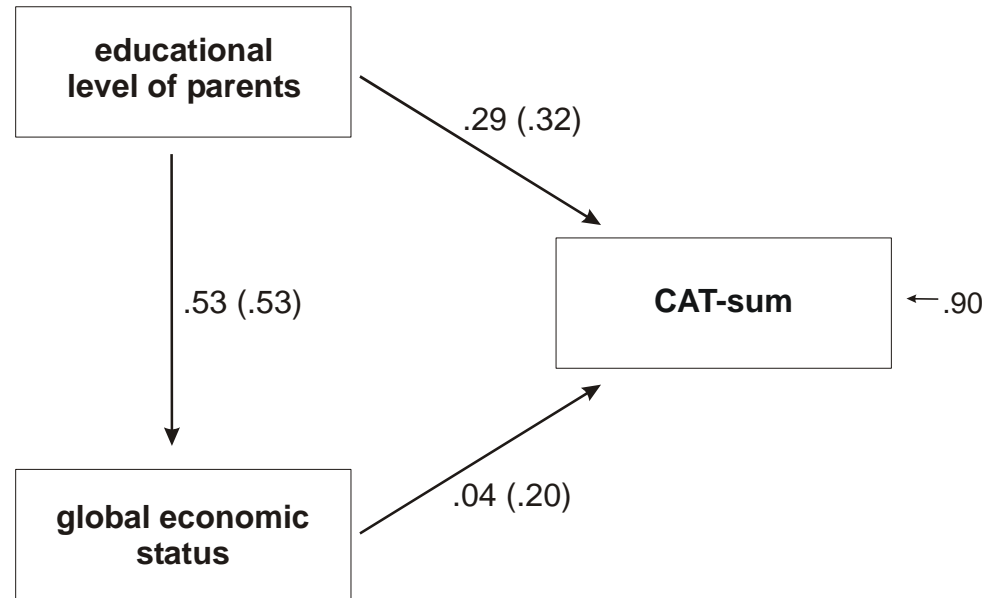 educational
level of parents
.29 (.32)
.53 (.53)
CAT-sum
.90
.04 (.20)
global economic
status